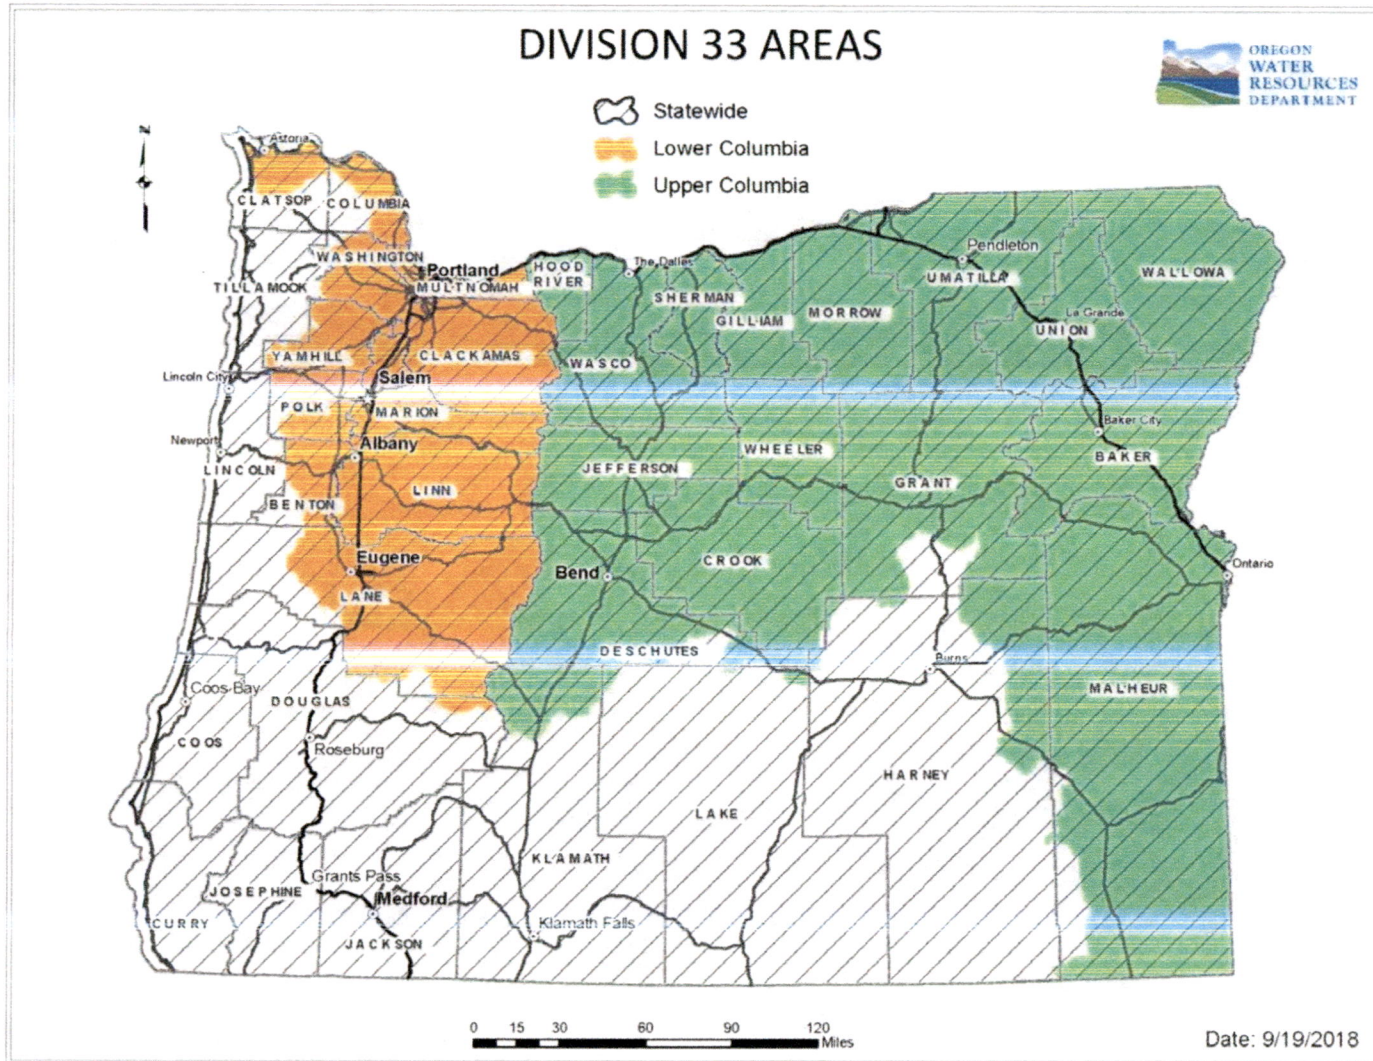 DIVISION 33 AREAS
OREGON
WATER
RESOURCES
DEPARTMENT
Statewide
Lower Columbia
Upper Columbia
N
Astoria
CLATSOP
COLUMBIA
WASHINGTON
Portland
MULTNOMAH
HOOD
RIVER
The Dalles
Pendleton
UMATILLA
WALLOWA
TILLAMOOK
SHERMAN
GILLIAM
MORROW
La Grande
UNION
YAMHILL
CLACKAMAS
WASCO
Lincoln City
Salem
POLK
MARION
Baker City
Newport
Albany
WHEELER
BAKER
LINCOLN
JEFFERSON
LINN
GRANT
BENTON
Eugene
CROOK
Bend
Ontario
LANE
DESCHUTES
Burns
Coos Bay
DOUGLAS
MALHEUR
COOS
Roseburg
HARNEY
LAKE
KLAMATH
Grants Pass
JOSEPHINE
Medford
CURRY
Klamath Falls
JACKSON
0 15 30 60 90 120
Miles
Date: 9/19/2018